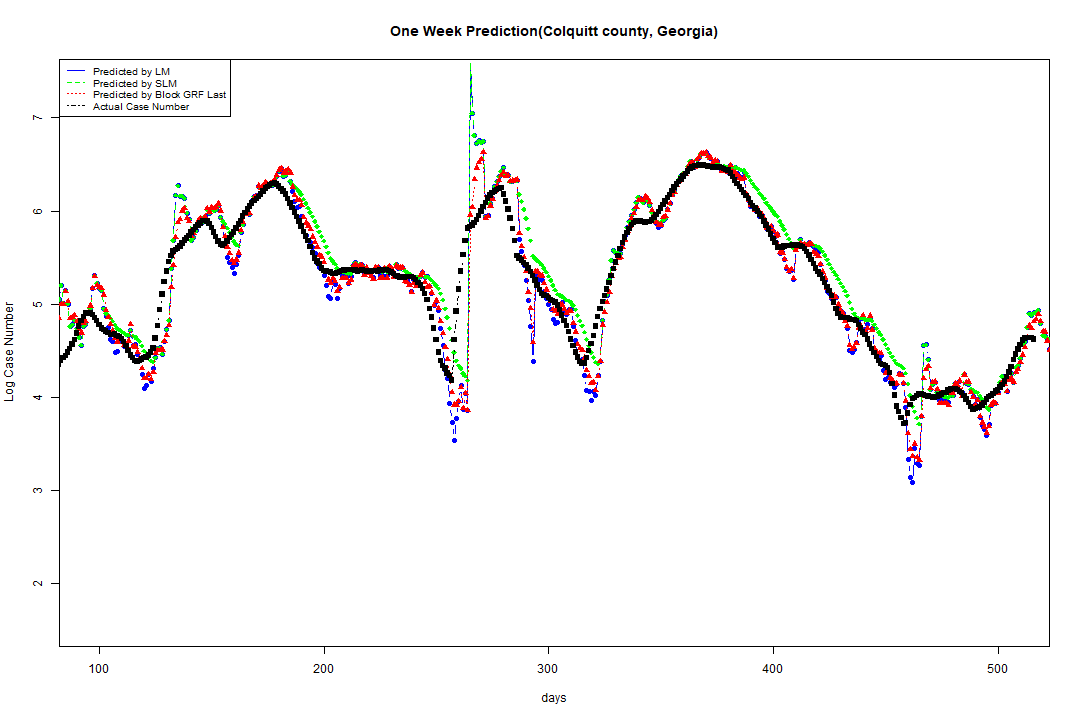 One Week Prediction(Colquitt county, Georgia)
Predicted by LM
Predicted by SLM
Predicted by Block GRF Last
Actual Case Number
Log Case Number
7
6
5
4
3
2
100 200 300 400 500
days